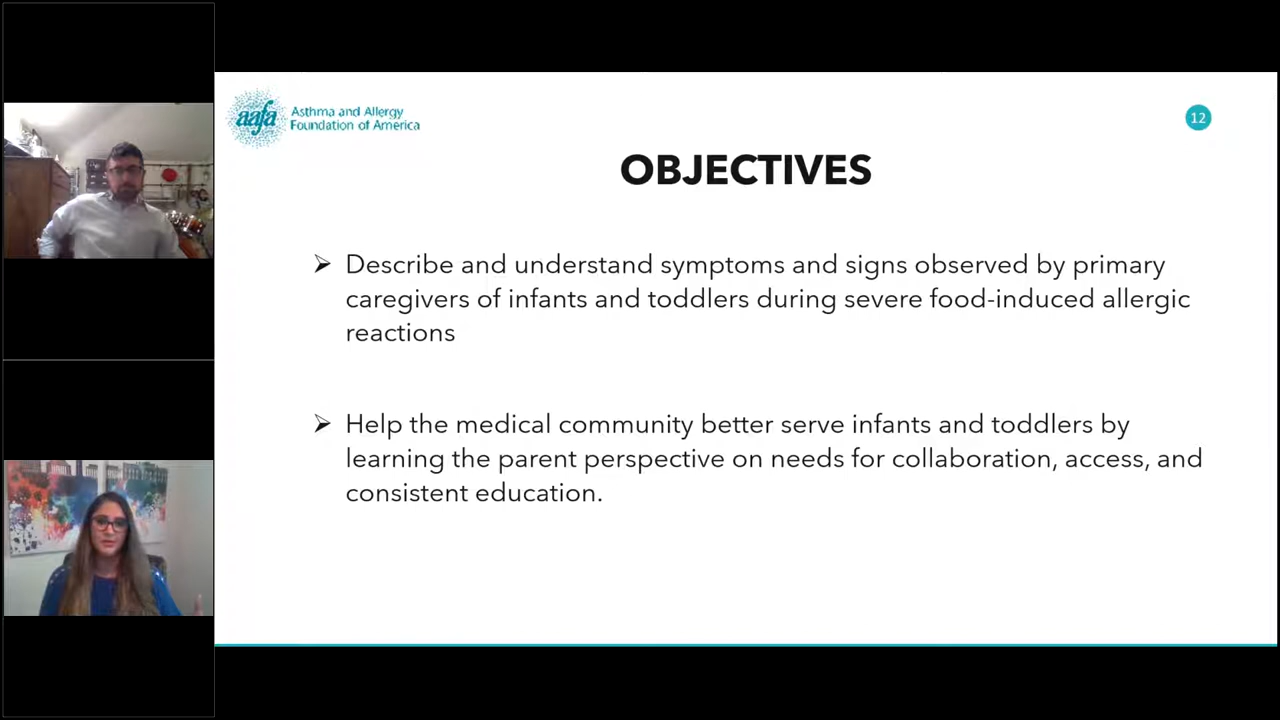 aafa
Asthma and Allergy
Foundation of America
12
OBJECTIVES
➢ Describe and understand symptoms and signs observed by primary
caregivers of infants and toddlers during severe food-induced allergic
reactions
➢ Help the medical community better serve infants and toddlers by
learning the parent perspective on needs for collaboration, access, and
consistent education.